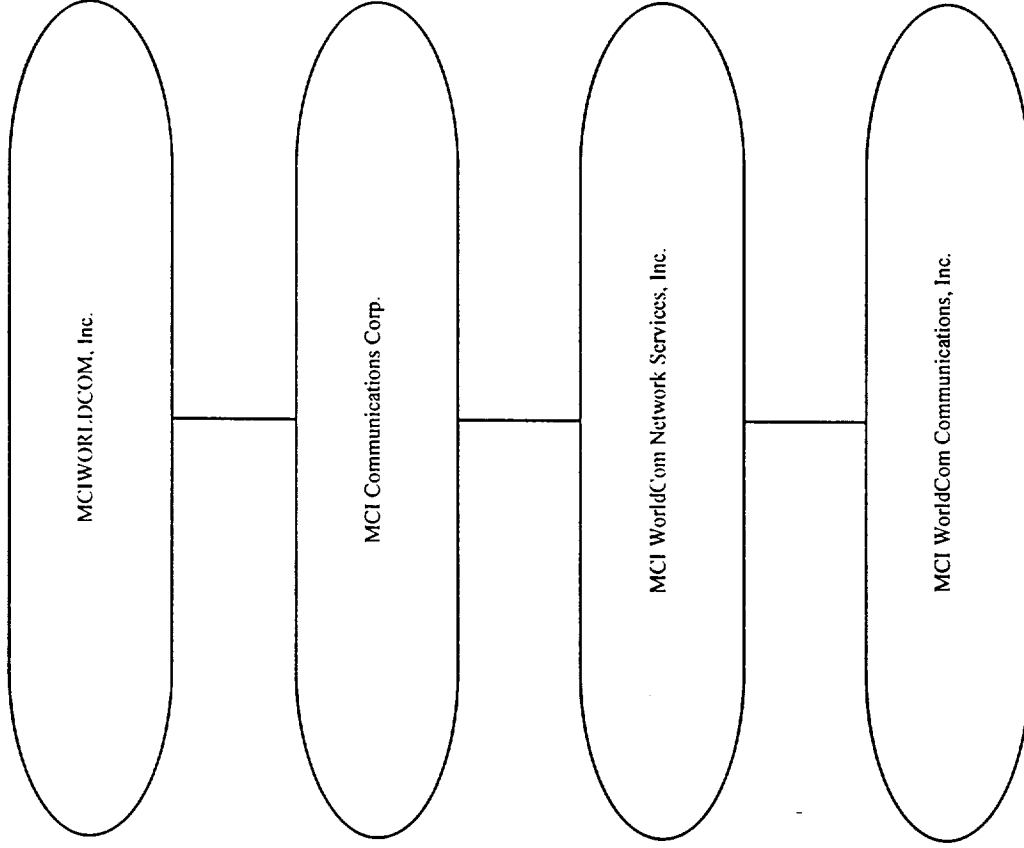 MCIWORLDCOM, Inc.
MCI Communications Corp.
MCI WorldCom Network Services, Inc.
MCI WorldCom Communications, Inc.